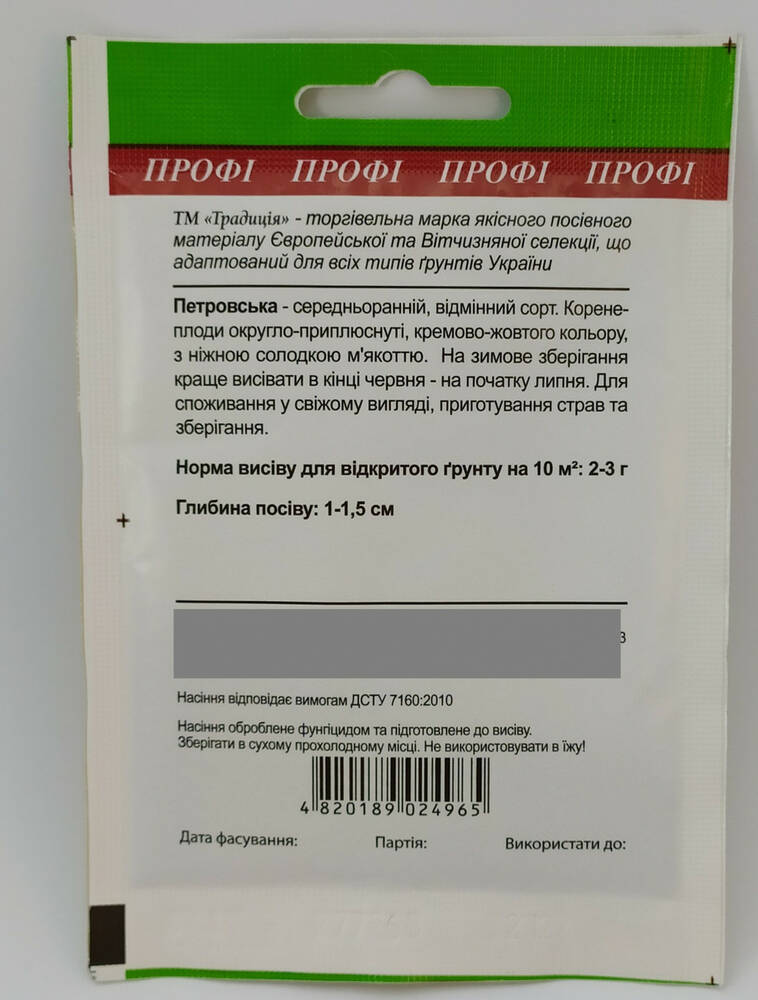 ПРОФІ ПРОФІ ПРОФІ ПРОФІ
ТМ «Традиція» - торгівельна марка якісного посівного
матеріалу Європейської та Вітчизняної селекції, що
адаптований для всіх типів ґрунтів України
Петровська - середньоранній, відмінний сорт. Корене-
плоди округло-приплюснуті, кремово-жовтого кольору,
з ніжною солодкою м'якоттю. На зимове зберігання
краще висівати в кінці червня - на початку липня. Для
споживання у свіжому вигляді, приготування страв та
зберігання.
Норма висіву для відкритого ґрунту на 10 м²: 2-3 г
Глибина посіву: 1-1,5 см
3
Насіння відповідає вимогам ДСТУ 7160:2010
Насіння оброблене фунгіцидом та підготовлене до висіву.
Зберігати в сухому прохолодному місці. Не використовувати в їжу!
4 820189 024965
Дата фасування: Партія: Використати до: